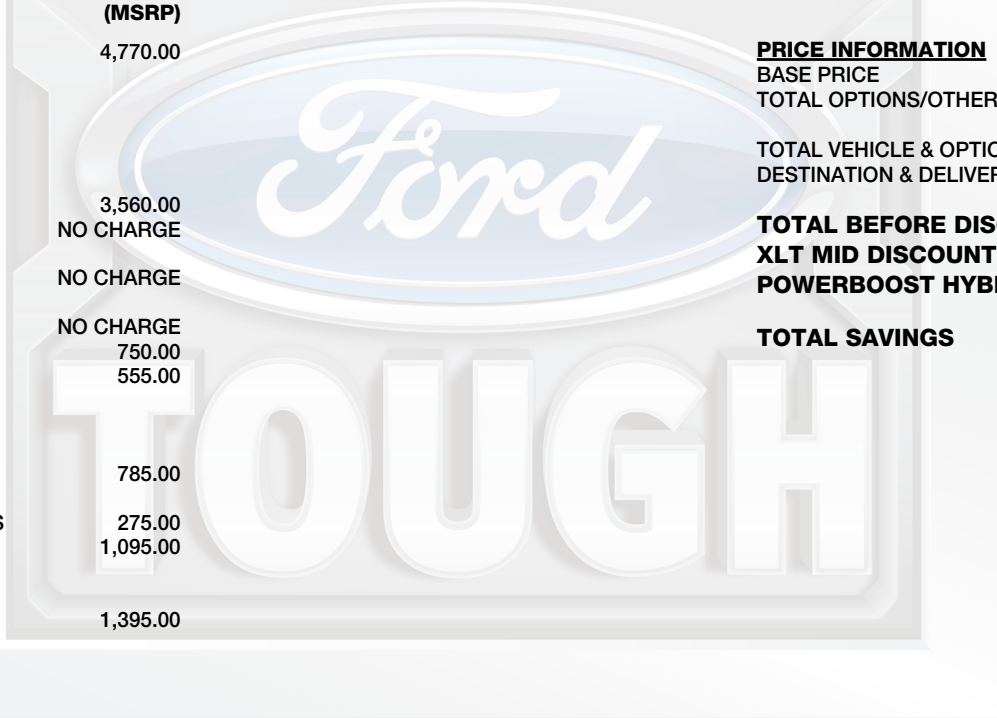 (MSRP)
4,770.00
3,560.00
NO CHARGE
NO CHARGE
NO CHARGE
750.00
555.00
785.00
S
275.00
1,095.00
1,395.00
Ford
TOUGH
PRICE INFORMATION
BASE PRICE
TOTAL OPTIONS/OTHER
TOTAL VEHICLE & OPTIO
DESTINATION & DELIVER
TOTAL BEFORE DISC
XLT MID DISCOUNT
POWERBOOST HYBR
TOTAL SAVINGS